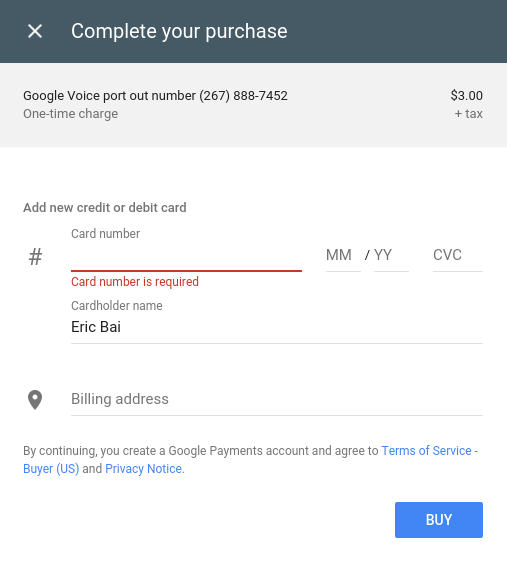 Complete your purchase
Google Voice port out number (267) 888-7452 $3.00
One-time charge + tax
Add new credit or debit card
Card number
# MM / YY CVC
Card number is required
Cardholder name
Eric Bai
Billing address
By continuing, you create a Google Payments account and agree to Terms of Service -
Buyer (US) and Privacy Notice.
BUY